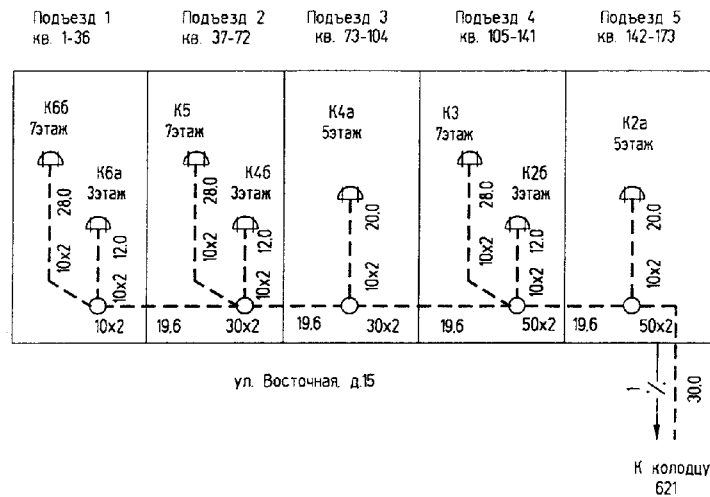 Подъезд 1
кв. 1-36
Подъезд 2
кв. 37-72
Подъезд 3
кв. 73-104
Подъезд 4
кв. 105-141
Подъезд 5
кв. 142-173
К6б
7этаж
К6а
3этаж
28.0
12.0
10х2
10х2
10х2
К5
7этаж
К4б
3этаж
28.0
12.0
10х2
10х2
19.6
30х2
К4а
5этаж
20.0
10х2
19.6
30х2
К3
7этаж
К2б
3этаж
28.0
12.0
10х2
10х2
19.6
50х2
К2а
5этаж
20.0
10х2
19.6
50х2
ул. Восточная, д.15
1
30.0
К колодцу
621